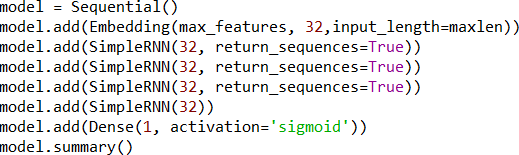 model = Sequential()
model.add(Embedding(max_features, 32,input_length=maxlen))
model.add(SimpleRNN(32, return_sequences=True))
model.add(SimpleRNN(32, return_sequences=True))
model.add(SimpleRNN(32, return_sequences=True))
model.add(SimpleRNN(32))
model.add(Dense(1, activation='sigmoid'))
model.summary()